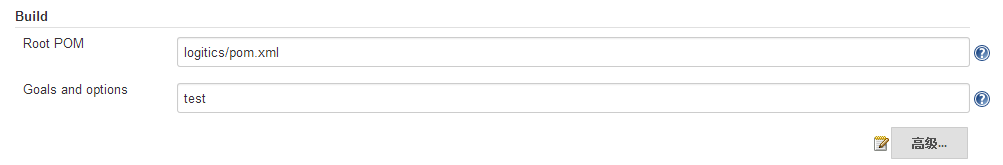 Build
Root POM
logitics/pom.xml
Goals and options
test
高级...